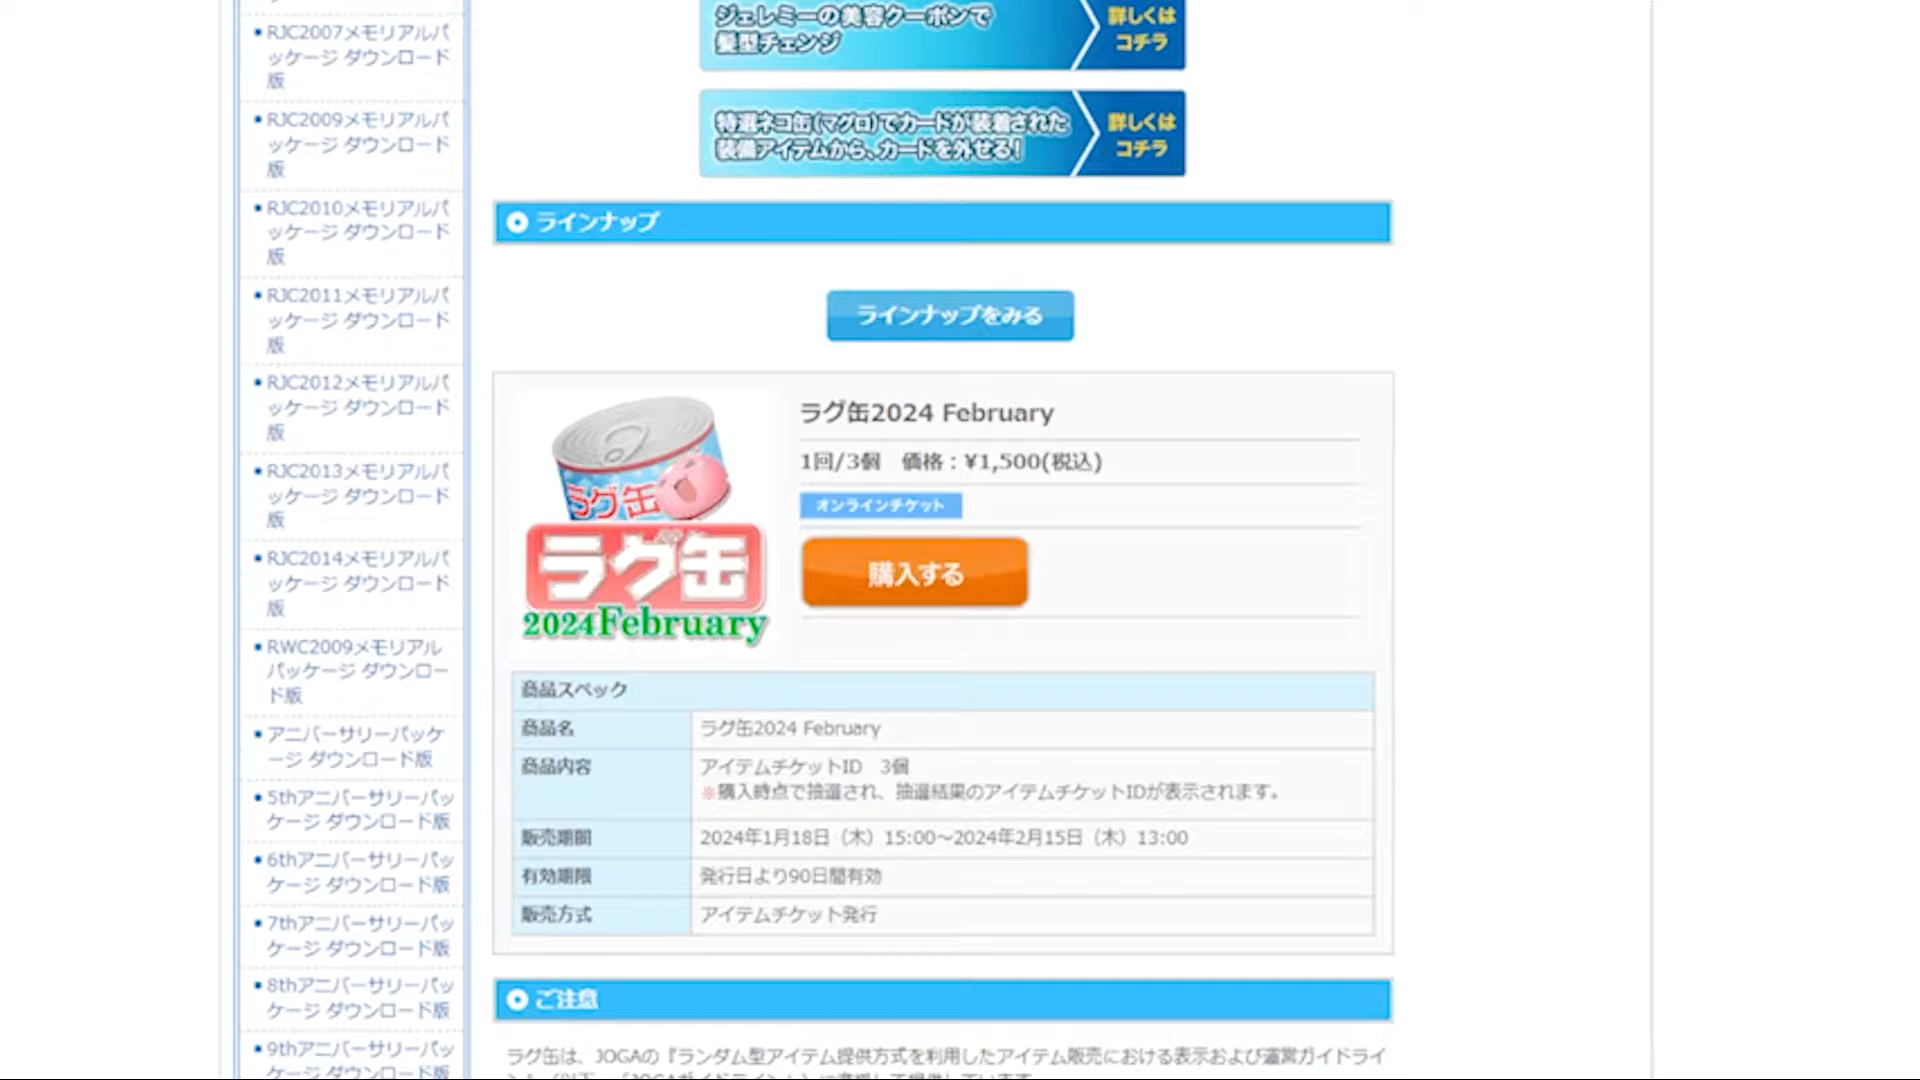 RJC2007メモリアルパ
ッケージ ダウンロード
版
RJC2009メモリアルパ
ッケージ ダウンロード
版
RJC2010メモリアルパ
ッケージ ダウンロード
版
RJC2011メモリアルパ
ッケージ ダウンロード
版
RJC2012メモリアルパ
ッケージ ダウンロード
版
RJC2013メモリアルパ
ッケージ ダウンロード
版
RJC2014メモリアルパ
ッケージ ダウンロード
版
RWC2009メモリアル
パッケージ ダウンロー
ド版
アニバーサリーパッケ
ージ ダウンロード版
5thアニバーサリーパッ
ケージ ダウンロード版
6thアニバーサリーパッ
ケージ ダウンロード版
7thアニバーサリーパッ
ケージ ダウンロード版
8thアニバーサリーパッ
ケージ ダウンロード版
9thアニバーサリーパッ
ケージ ダウンロード版
ジェレミーの美容クーポンで
髪型チェンジ
詳しくは
コチラ
特選ネコ缶(マグロ)でカードが装着された
装備アイテムから、カードを外せる!
詳しくは
コチラ
ラインナップ
ラインナップをみる
ラグ缶
ラグ缶
2024February
ラグ缶2024 February
1回/3個 価格：¥1,500(税込)
オンラインチケット
購入する
商品スペック
商品名 ラグ缶2024 February
商品内容 アイテムチケットID 3個
※購入時点で抽選され、抽選結果のアイテムチケットIDが表示されます。
販売期間 2024年1月18日（木）15:00～2024年2月15日（木）13:00
有効期限 発行日より90日間有効
販売方式 アイテムチケット発行
ご注意
ラグ缶は、JOGAの『ランダム型アイテム提供方式を利用したアイテム販売における表示および運営ガイドライ